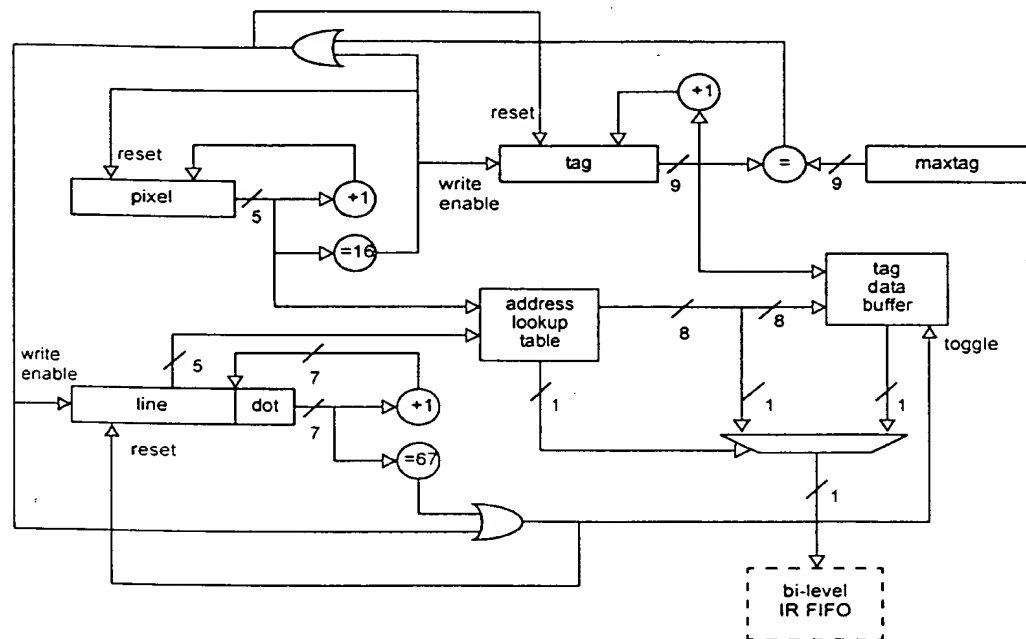 reset
+1
tag
=
maxtag
9
9
write
enable
reset
pixel
5
+1
=16
address
lookup
table
8
8
tag
data
buffer
toggle
write
enable
5
7
line
dot
7
+1
1
1
1
reset
=67
1
bi-level
IR FIFO